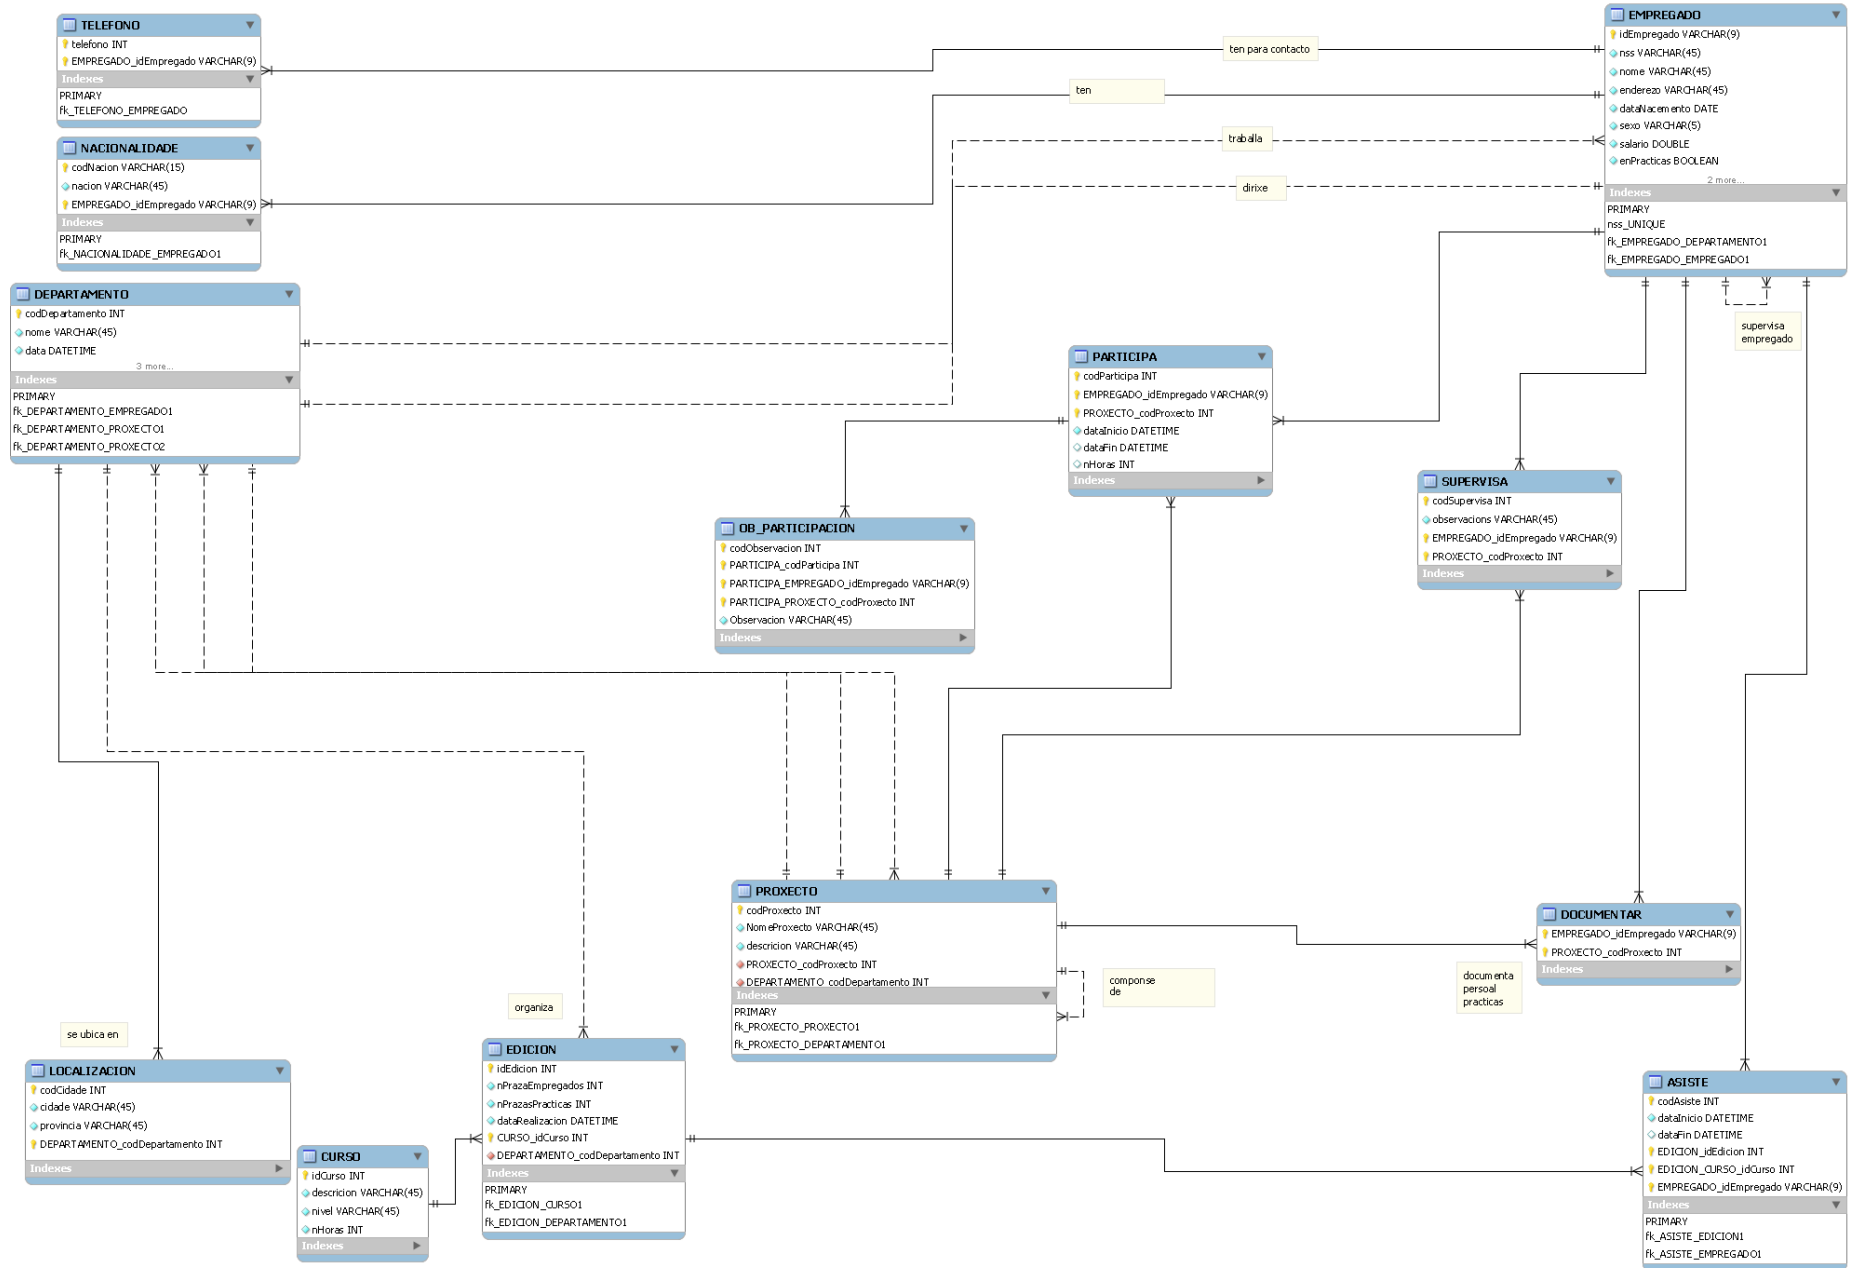 TELEFONO
telefono INT
EMPREGADO_idEmpregado VARCHAR(9)
Indexes
PRIMARY
fk_TELEFONO_EMPREGADO
NACIONALIDADE
codNacion VARCHAR(15)
nacion VARCHAR(45)
EMPREGADO_idEmpregado VARCHAR(9)
Indexes
PRIMARY
fk_NACIONALIDADE_EMPREGADO1
ten para contacto
ten
traballa
dirixe
EMPREGADO
idEmpregado VARCHAR(9)
nss VARCHAR(45)
nome VARCHAR(45)
enderezo VARCHAR(45)
dataNacemento DATE
sexo VARCHAR(5)
salario DOUBLE
enPracticas BOOLEAN
2 more...
Indexes
PRIMARY
nss_UNIQUE
fk_EMPREGADO_DEPARTAMENTO1
fk_EMPREGADO_EMPREGADO1
supervisa
empregado
DEPARTAMENTO
codDepartamento INT
nome VARCHAR(45)
data DATETIME
3 more...
Indexes
PRIMARY
fk_DEPARTAMENTO_EMPREGADO1
fk_DEPARTAMENTO_PROXECTO1
fk_DEPARTAMENTO_PROXECTO2
PARTICIPA
codParticipa INT
EMPREGADO_idEmpregado VARCHAR(9)
PROXECTO_codProxecto INT
dataInicio DATETIME
dataFin DATETIME
nHoras INT
Indexes
SUPERVISA
codSupervisa INT
observacions VARCHAR(45)
EMPREGADO_idEmpregado VARCHAR(9)
PROXECTO_codProxecto INT
Indexes
OB_PARTICIPACION
codObservacion INT
PARTICIPA_codParticipa INT
PARTICIPA_EMPREGADO_idEmpregado VARCHAR(9)
PARTICIPA_PROXECTO_codProxecto INT
Observacion VARCHAR(45)
Indexes
PROXECTO
codProxecto INT
NomeProxecto VARCHAR(45)
descricion VARCHAR(45)
PROXECTO_codProxecto INT
DEPARTAMENTO_codDepartamento INT
Indexes
PRIMARY
fk_PROXECTO_PROXECTO1
fk_PROXECTO_DEPARTAMENTO1
componse
de
DOCUMENTAR
EMPREGADO_idEmpregado VARCHAR(9)
PROXECTO_codProxecto INT
Indexes
documenta
persoal
practicas
organiza
se ubica en
LOCALIZACION
codCidade INT
cidade VARCHAR(45)
provincia VARCHAR(45)
DEPARTAMENTO_codDepartamento INT
Indexes
EDICION
idEdicion INT
nPrazaEmpregados INT
nPrazasPracticas INT
dataRealizacion DATETIME
CURSO_idCurso INT
DEPARTAMENTO_codDepartamento INT
Indexes
PRIMARY
fk_EDICION_CURSO1
fk_EDICION_DEPARTAMENTO1
CURSO
idCurso INT
descricion VARCHAR(45)
nivel VARCHAR(45)
nHoras INT
Indexes
ASISTE
codAsiste INT
dataInicio DATETIME
dataFin DATETIME
EDICION_idEdicion INT
EDICION_CURSO_idCurso INT
EMPREGADO_idEmpregado VARCHAR(9)
Indexes
PRIMARY
fk_ASISTE_EDICION1
fk_ASISTE_EMPREGADO1